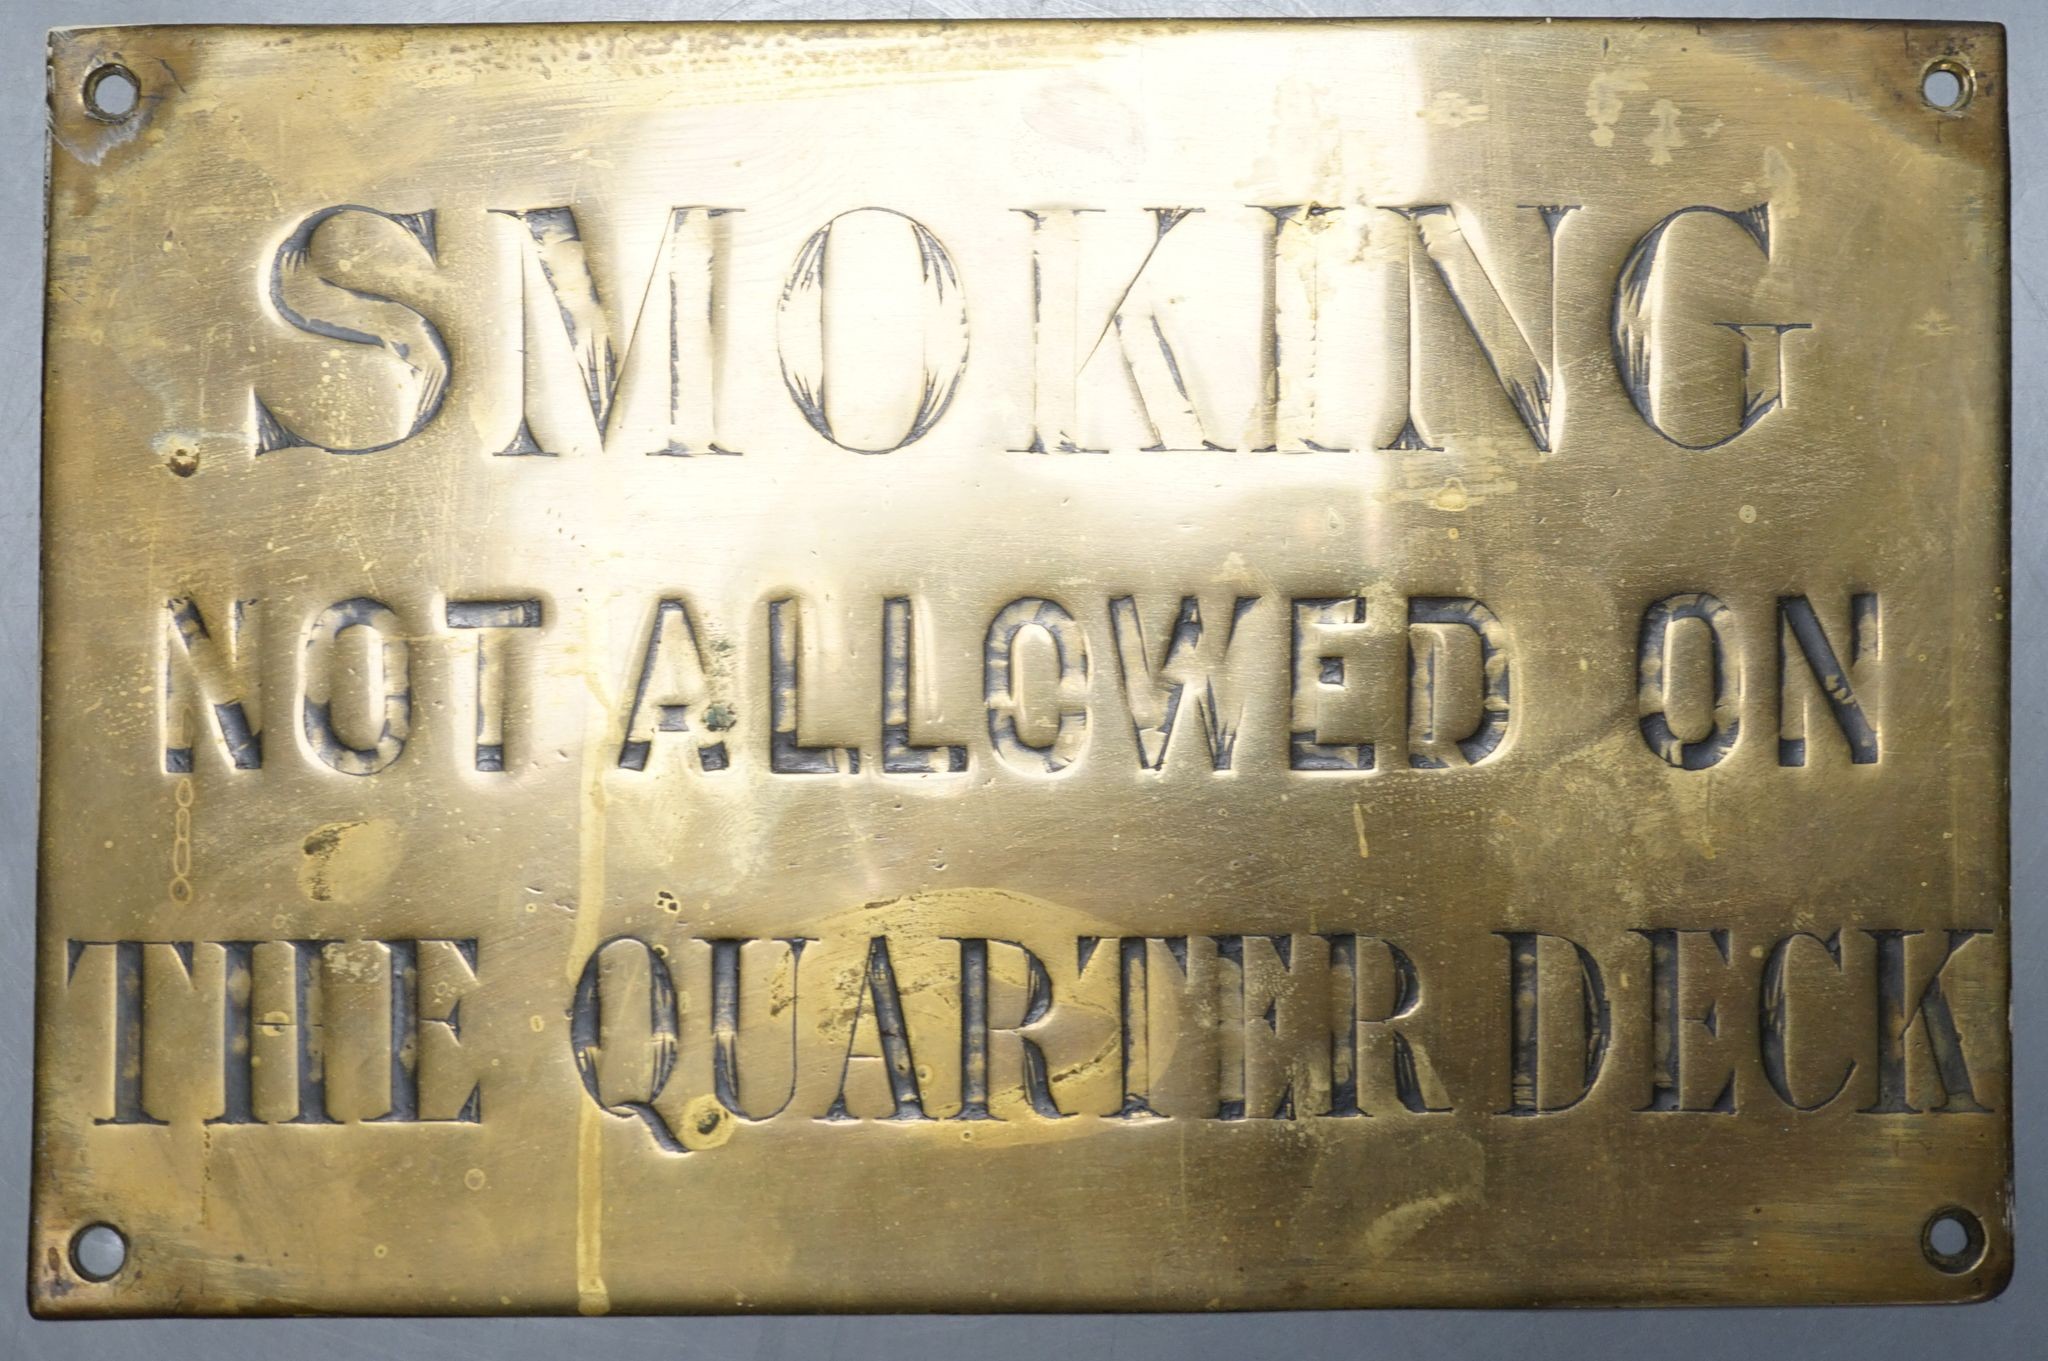 SMOKING
NOT ALLOWED ON
THE QUARTER DECK